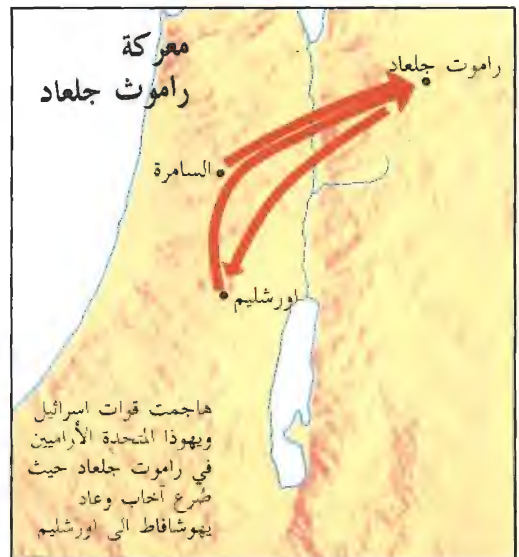 معركة
راموث جلعاد
راموت جلعاد
السامرة
اورشليم
هاجمت قوات اسرائيل
ويهوذا المتحدة الأراميين
في راموت جلعاد حيث
صُرع آخاب وعاد
يهوشافاط الى اورشليم